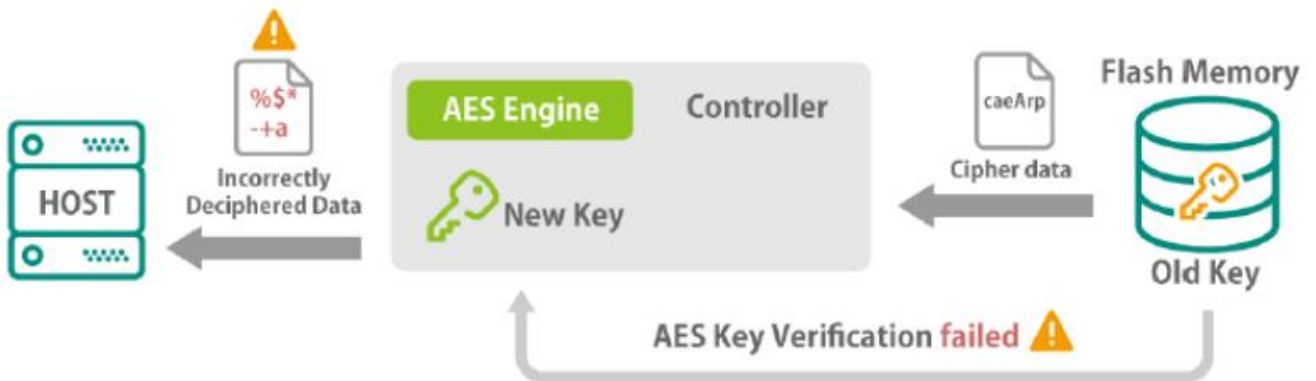 %$*
-+a
Incorrectly
Deciphered Data
HOST
AES Engine
Controller
New Key
caeArp
Cipher data
Flash Memory
Old Key
AES Key Verification failed